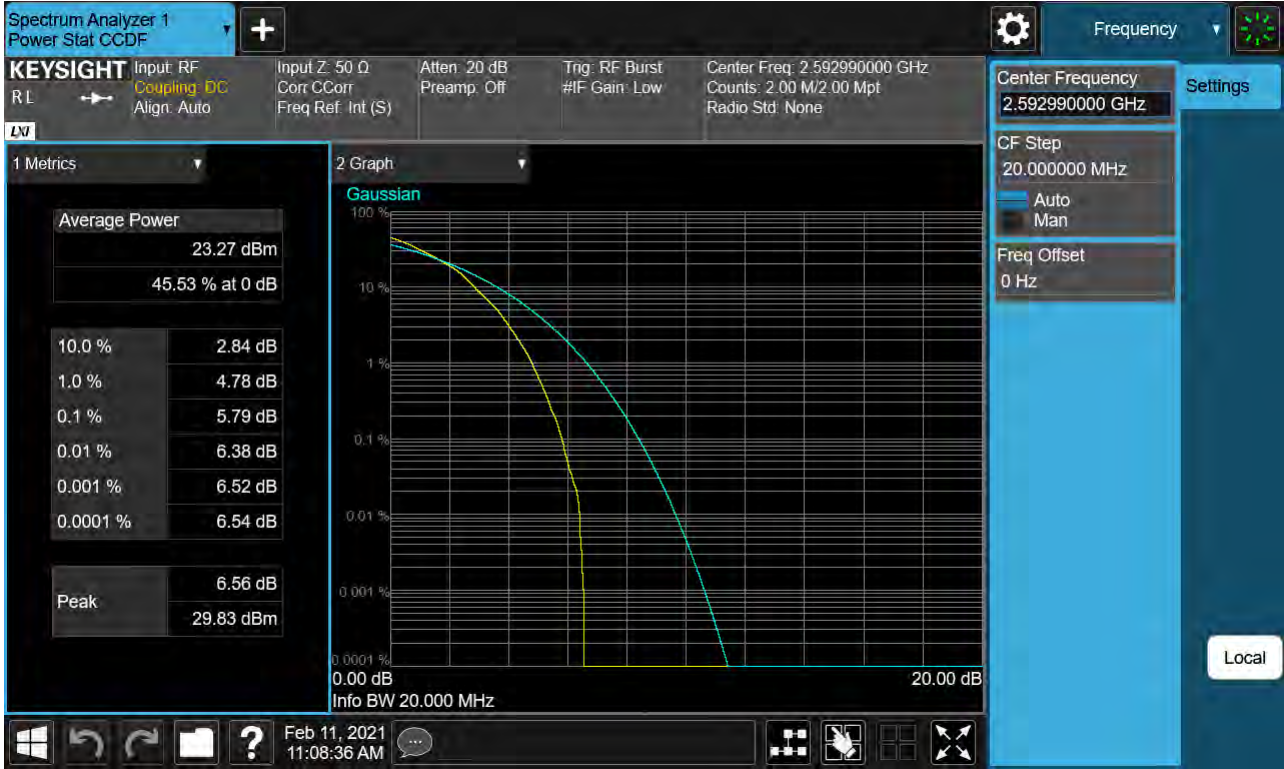 Spectrum Analyzer 1
Power Stat CCDF
Frequency
KEYSIGHT
RL
LXI
Input: RF
Coupling: DC
Align: Auto
Input Z: 50 Ω
Corr CCorr
Freq Ref: Int (S)
Atten: 20 dB
Preamp: Off
Trig: RF Burst
#IF Gain: Low
Center Freq: 2.592990000 GHz
Counts: 2.00 M/2.00 Mpt
Radio Std: None
Center Frequency
2.592990000 GHz
Settings
CF Step
20.000000 MHz
Auto
Man
Freq Offset
0 Hz
1 Metrics
Average Power
23.27 dBm
45.53 % at 0 dB
10.0 % 2.84 dB
1.0 % 4.78 dB
0.1 % 5.79 dB
0.01 % 6.38 dB
0.001 % 6.52 dB
0.0001 % 6.54 dB
Peak
6.56 dB
29.83 dBm
2 Graph
Gaussian
100 %
10 %
1 %
0.1 %
0.01 %
0.001 %
0.0001 %
0.00 dB 20.00 dB
Info BW 20.000 MHz
Local
?
Feb 11, 2021
11:08:36 AM